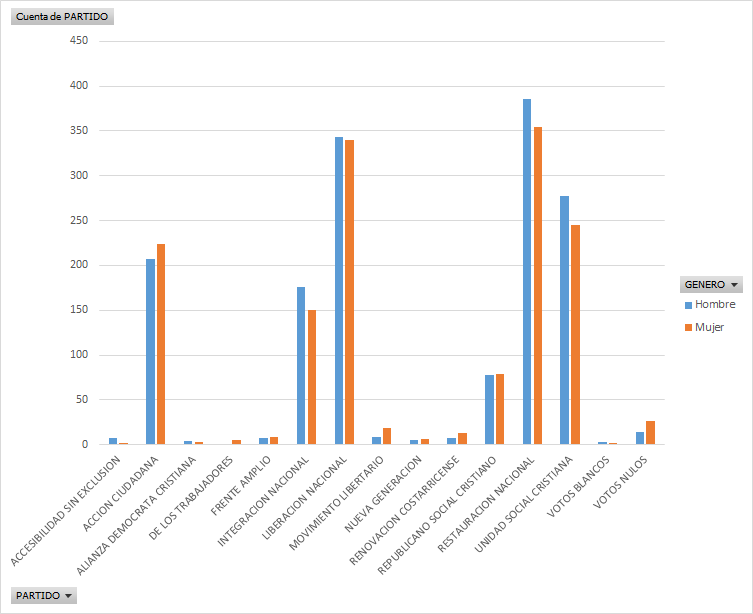 Cuenta de PARTIDO
450
400
350
300
250
200
150
100
50
0
ACCESIBILIDAD SIN EXCLUSION
ACCION CIUDADANA
ALIANZA DEMOCRATA CRISTIANA
DE LOS TRABAJADORES
FRENTE AMPLIO
INTEGRACION NACIONAL
LIBERACION NACIONAL
MOVIMIENTO LIBERTARIO
NUEVA GENERACION
RENOVACION COSTARRICENSE
REPUBLICANO SOCIAL CRISTIANO
RESTAURACION NACIONAL
UNIDAD SOCIAL CRISTIANA
VOTOS BLANCOS
VOTOS NULOS
GENERO
Hombre
Mujer
PARTIDO